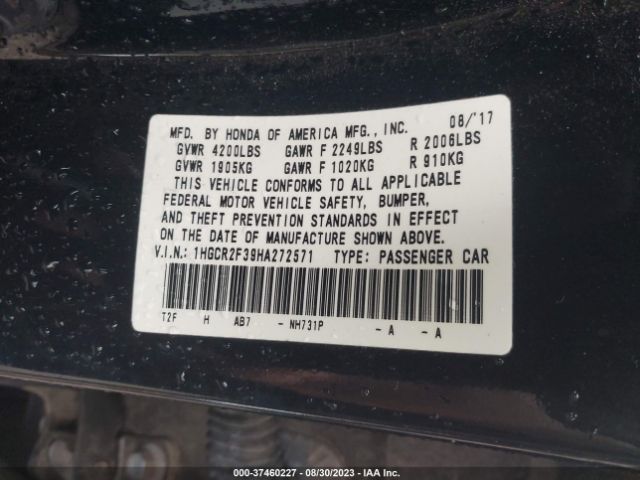 08/'17
MFD. BY HONDA OF AMERICA MFG., INC.
GVWR 4200LBS GAWR F 2249LBS R 2006LBS
GVWR 1905KG GAWR F 1020KG R 910KG
THIS VEHICLE CONFORMS TO ALL APPLICABLE
FEDERAL MOTOR VEHICLE SAFETY, BUMPER,
AND THEFT PREVENTION STANDARDS IN EFFECT
ON THE DATE OF MANUFACTURE SHOWN ABOVE.
V.I.N.: 1HGCR2F39HA272571 TYPE: PASSENGER CAR
T2F H AB7 - NH731P - A - A
000-37460227 - 08/30/2023 - IAA Inc.